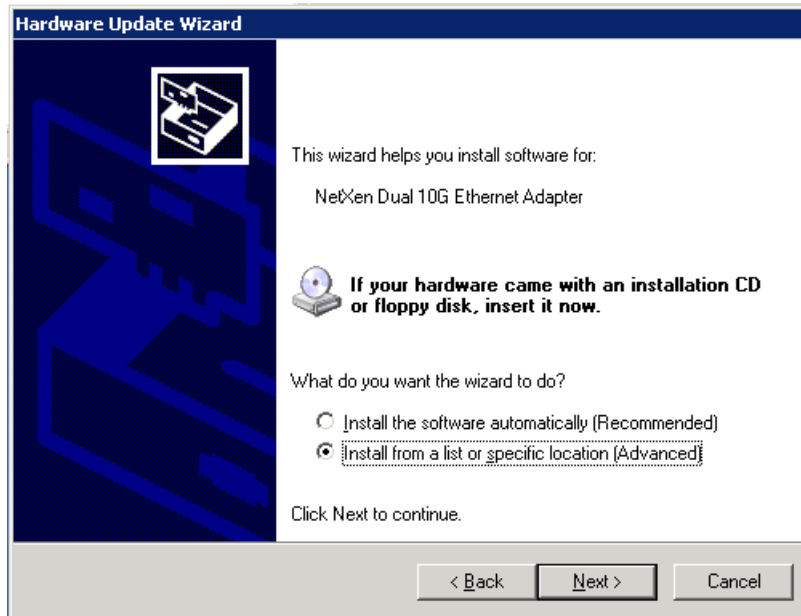 Hardware Update Wizard
This wizard helps you install software for:
NetXen Dual 10G Ethernet Adapter
If your hardware came with an installation CD
or floppy disk, insert it now.
What do you want the wizard to do?
Install the software automatically (Recommended)
Install from a list or specific location (Advanced)
Click Next to continue.
< Back
Next >
Cancel